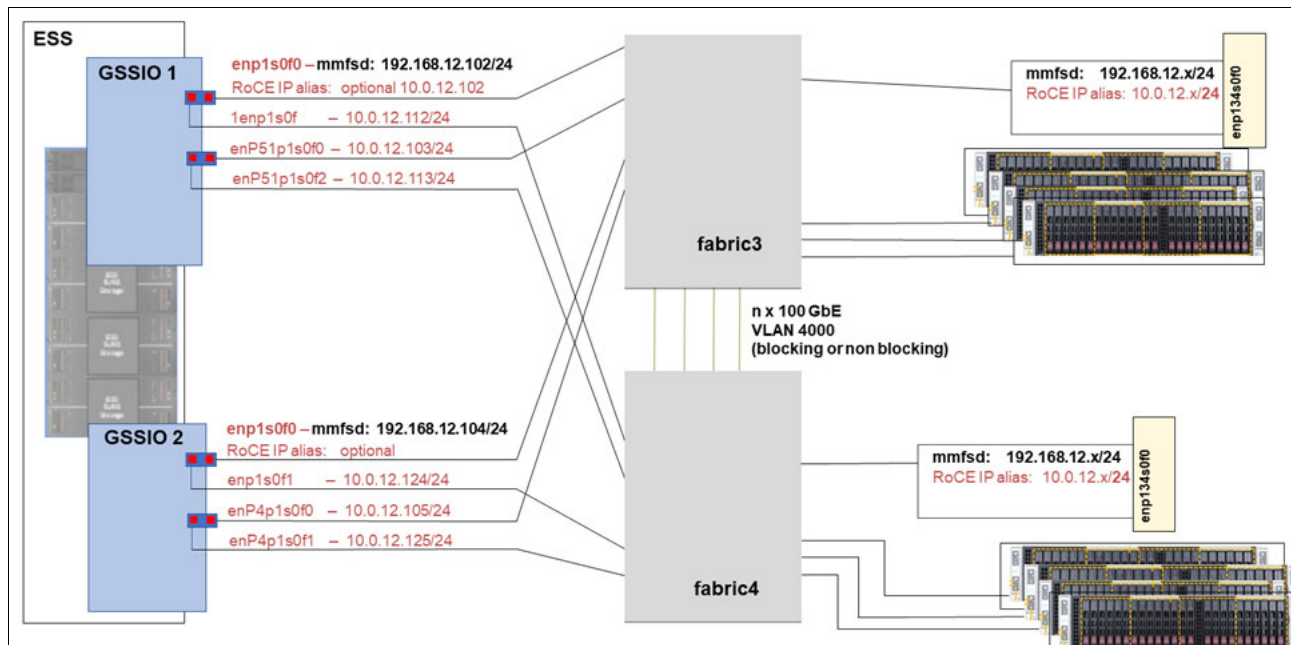 ESS
GSSIO 1
enp1s0f0 – mmfsd: 192.168.12.102/24
RoCE IP alias: optional 10.0.12.102
1enp1s0f – 10.0.12.112/24
enP51p1s0f0 – 10.0.12.103/24
enP51p1s0f2 – 10.0.12.113/24
fabric3
mmfsd: 192.168.12.x/24
RoCE IP alias: 10.0.12.x/24
enp134s0f0
n x 100 GbE
VLAN 4000
(blocking or non blocking)
ESS
Storage
GSSIO 2
enp1s0f0 – mmfsd: 192.168.12.104/24
RoCE IP alias: optional
enp1s0f1 – 10.0.12.124/24
enP4p1s0f0 – 10.0.12.105/24
enP4p1s0f1 – 10.0.12.125/24
fabric4
mmfsd: 192.168.12.x/24
RoCE IP alias: 10.0.12.x/24
enp134s0f0